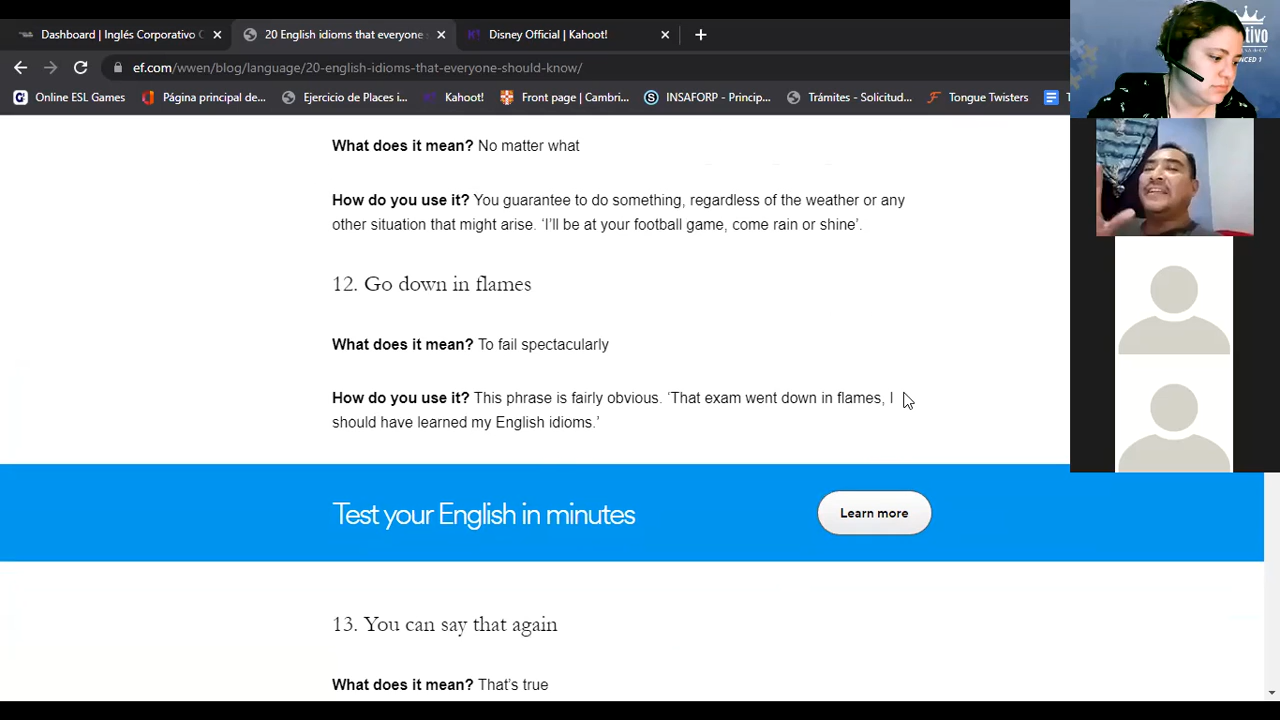 Dashboard | Inglés Corporativo
20 English idioms that everyone
Disney Official | Kahoot!
ef.com/wwen/blog/language/20-english-idioms-that-everyone-should-know/
Online ESL Games
Página principal de...
Ejercicio de Places i...
Kahoot!
Front page | Cambri...
INSAFORP - Princip...
Trámites - Solicitud...
Tongue Twisters
What does it mean? No matter what
How do you use it? You guarantee to do something, regardless of the weather or any
other situation that might arise. ‘I’ll be at your football game, come rain or shine’.
12. Go down in flames
What does it mean? To fail spectacularly
How do you use it? This phrase is fairly obvious. ‘That exam went down in flames, I
should have learned my English idioms.’
Test your English in minutes
Learn more
13. You can say that again
What does it mean? That’s true